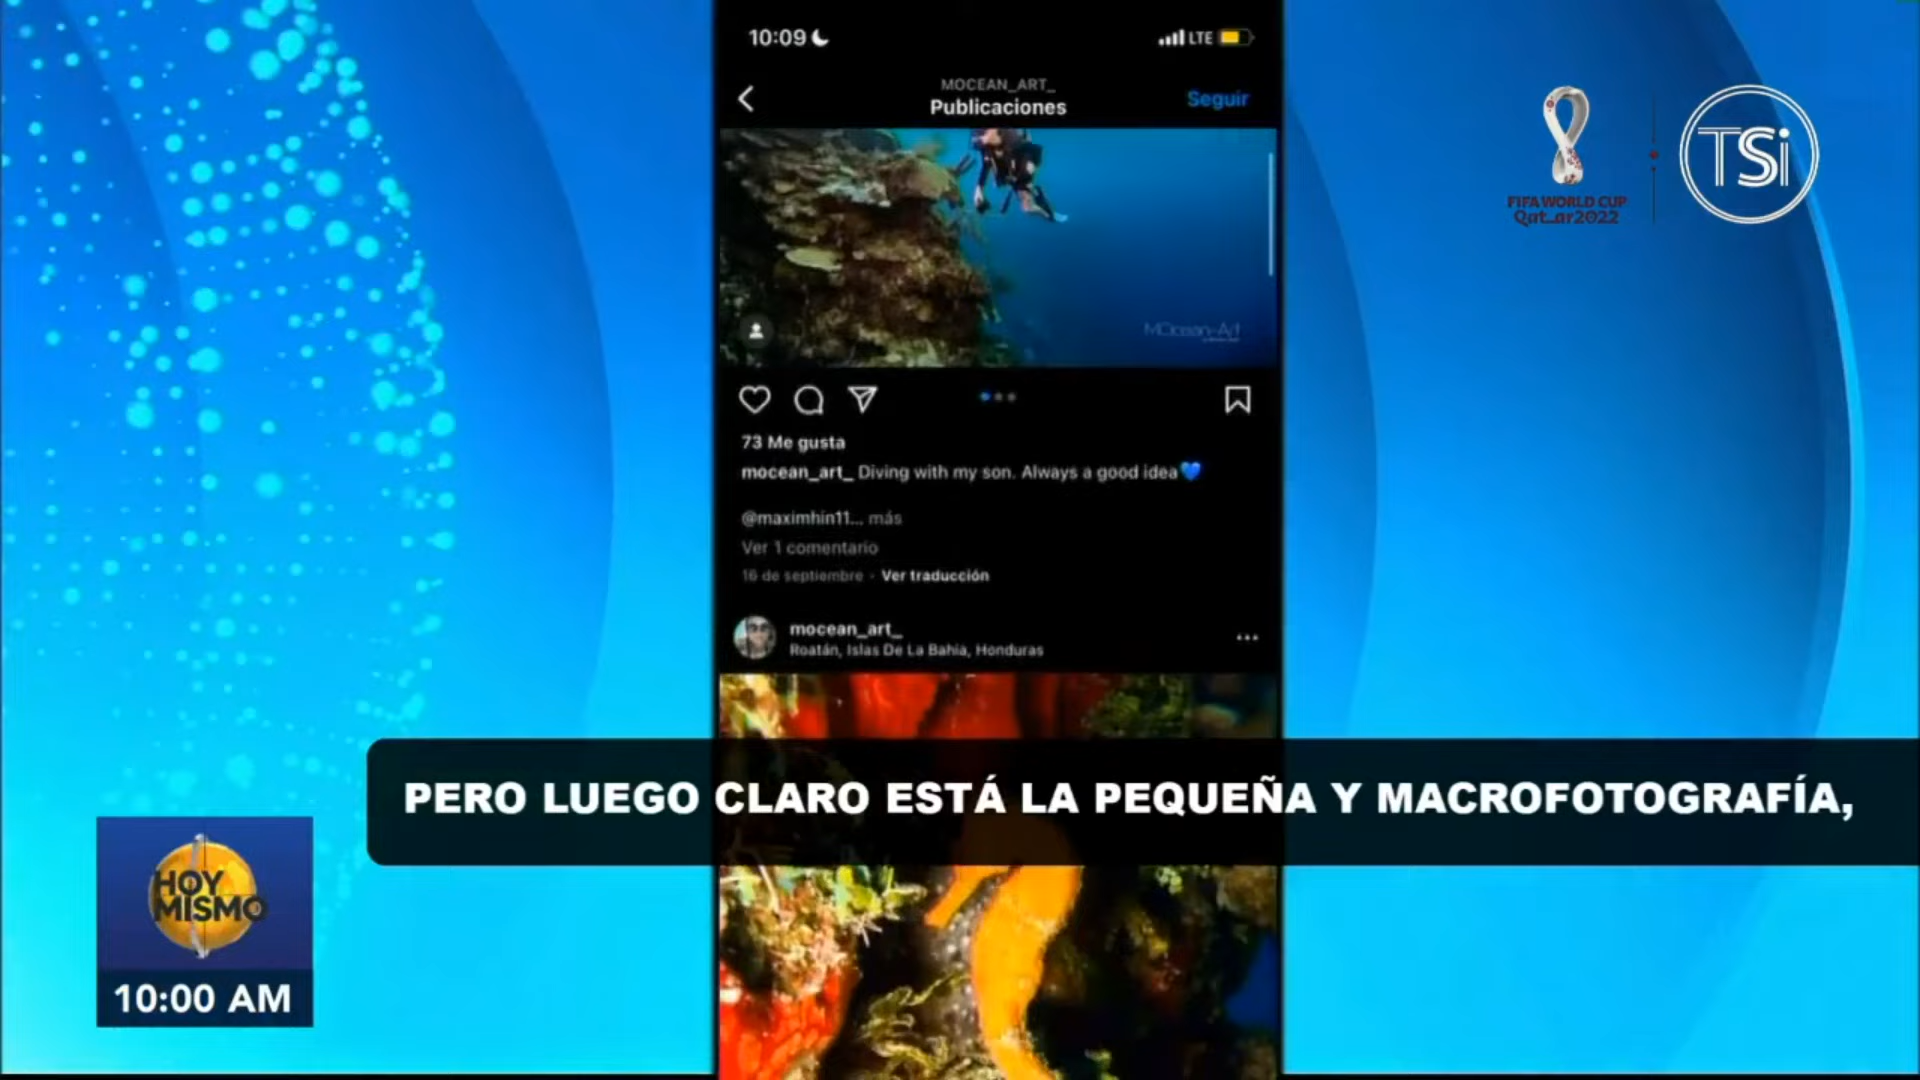 10:09
LTE
MOCEAN_ART_
Publicaciones
Seguir
FIFA WORLD CUP
Qat_ar2022
TSi
MOcean-Art
73 Me gusta
mocean_art_ Diving with my son. Always a good idea💙
@maximhin11... más
Ver 1 comentario
16 de septiembre · Ver traducción
mocean_art_
Roatán, Islas De La Bahía, Honduras
...
PERO LUEGO CLARO ESTÁ LA PEQUEÑA Y MACROFOTOGRAFÍA,
HOY
MISMO
10:00 AM